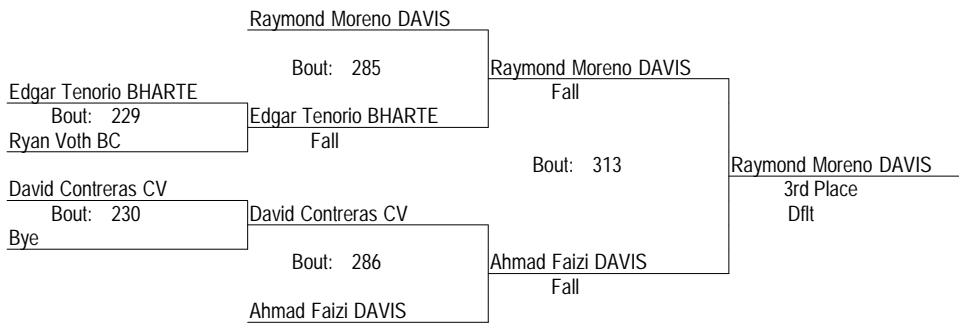 Raymond Moreno DAVIS
Bout: 285
Raymond Moreno DAVIS
Fall
Edgar Tenorio BHARTE
Bout: 229
Edgar Tenorio BHARTE
Fall
Ryan Voth BC
Bout: 313
Raymond Moreno DAVIS
3rd Place
Dflt
David Contreras CV
Bout: 230
David Contreras CV
Bye
Bout: 286
Ahmad Faizi DAVIS
Fall
Ahmad Faizi DAVIS